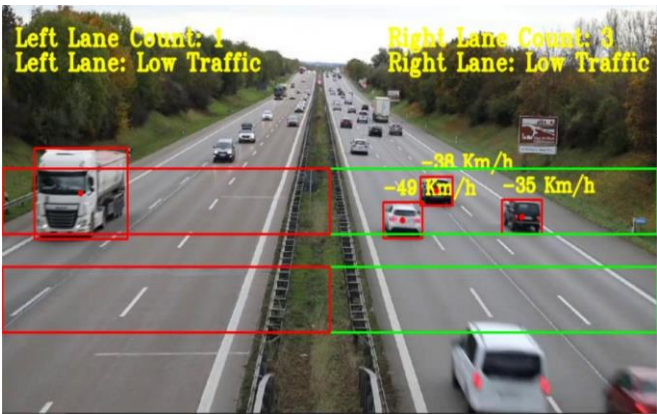 Left Lane Count: 1
Left Lane: Low Traffic
Right Lane Count: 3
Right Lane: Low Traffic
-38 Km/h
-49 Km/h
-35 Km/h